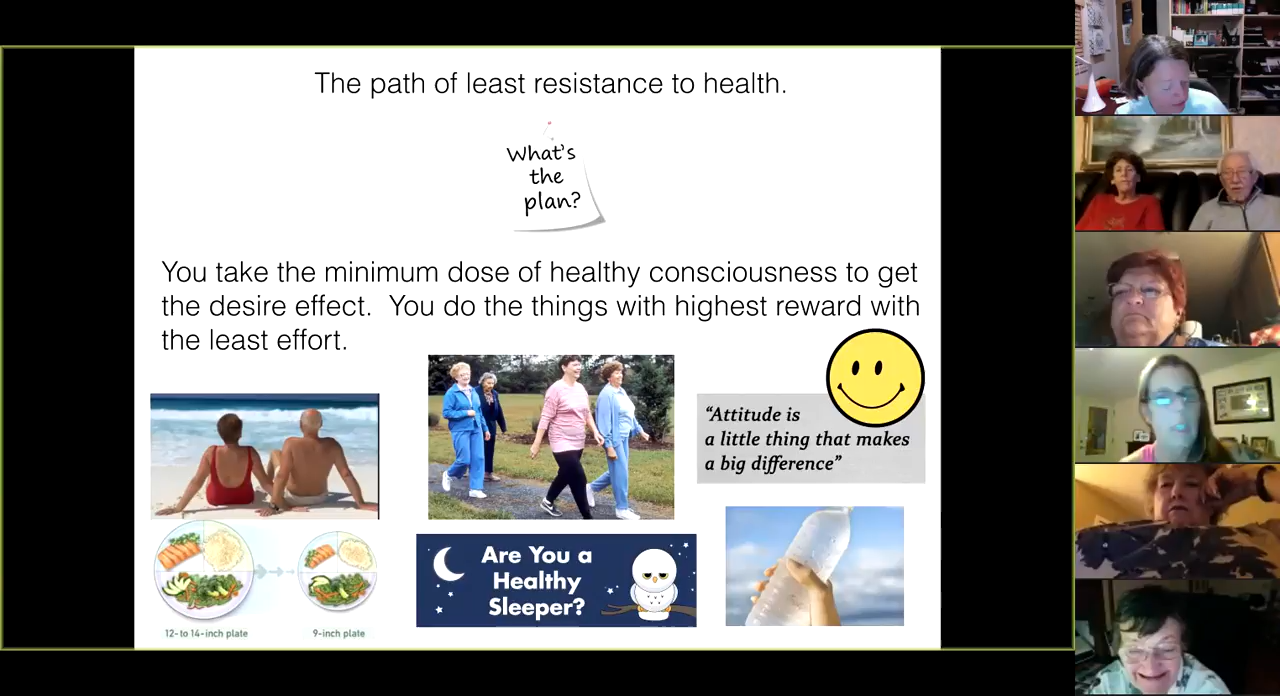 The path of least resistance to health.
What's
the
plan?
You take the minimum dose of healthy consciousness to get
the desire effect.  You do the things with highest reward with
the least effort.
“Attitude is
a little thing that makes
a big difference”
Are You a
Healthy
Sleeper?
12- to 14-inch plate
9-inch plate